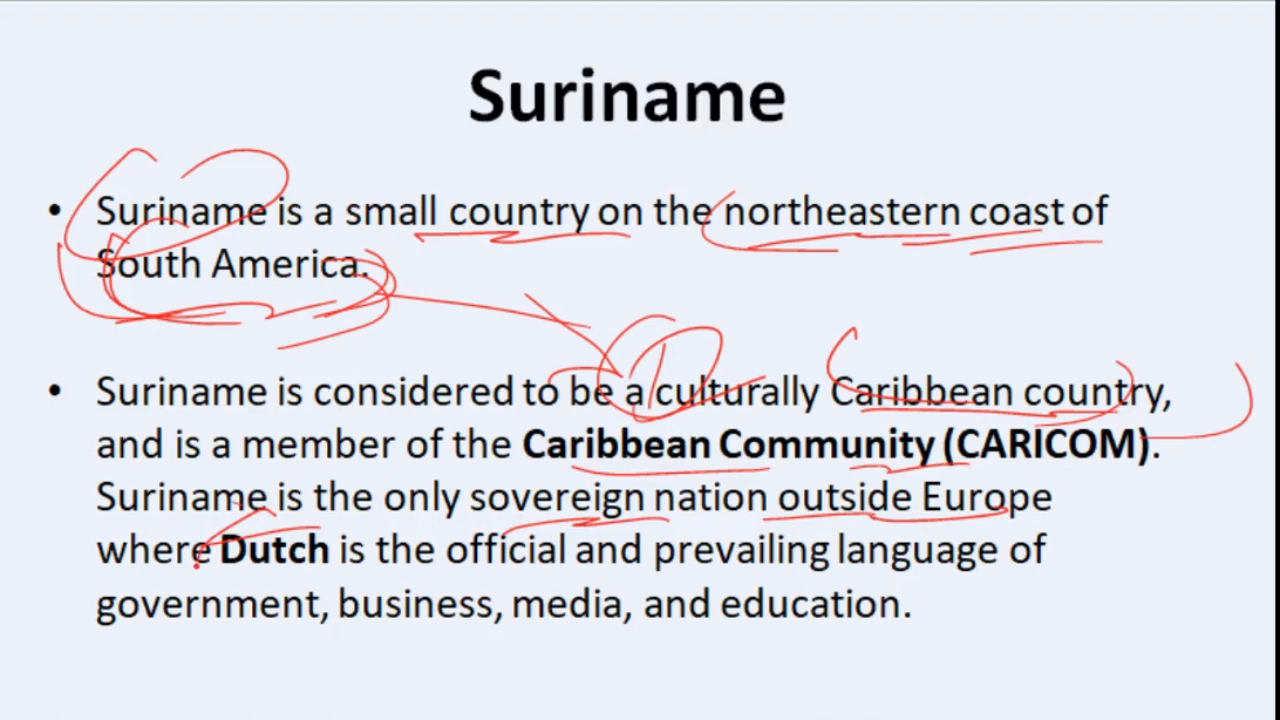 Suriname
• Suriname is a small country on the northeastern coast of
South America.
• Suriname is considered to be a culturally Caribbean country,
and is a member of the Caribbean Community (CARICOM).
Suriname is the only sovereign nation outside Europe
where Dutch is the official and prevailing language of
government, business, media, and education.